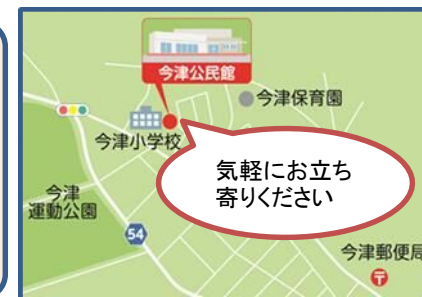 今津公民館
今津保育園
今津小学校
気軽にお立ち
寄りください
今津
運動公園
54
今津郵便局
〒